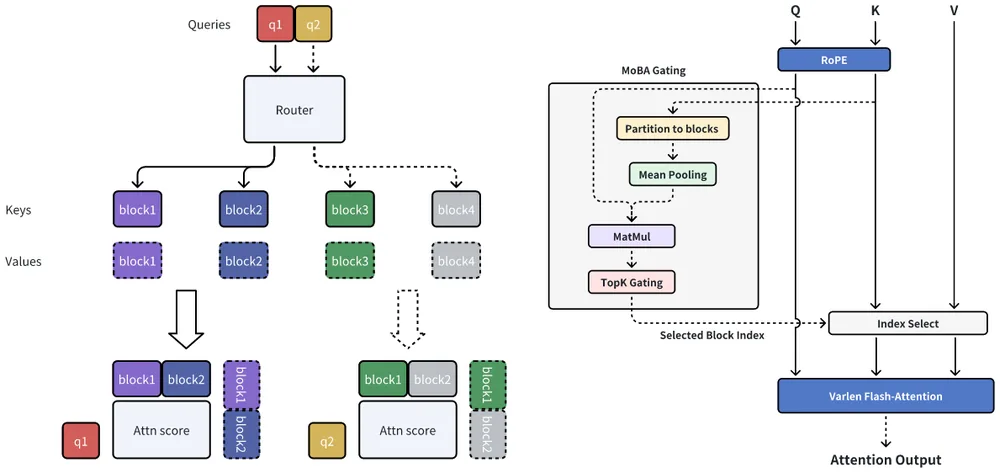 Queries
q1 q2
Router
Keys
block1 block2 block3 block4
Values
block1 block2 block3 block4
block1 block2
block1
block2
Attn score
q1
block1 block2
block1
block2
Attn score
q2
Q K V
RoPE
MoBA Gating
Partition to blocks
Mean Pooling
MatMul
TopK Gating
Selected Block Index
Index Select
Varlen Flash-Attention
Attention Output